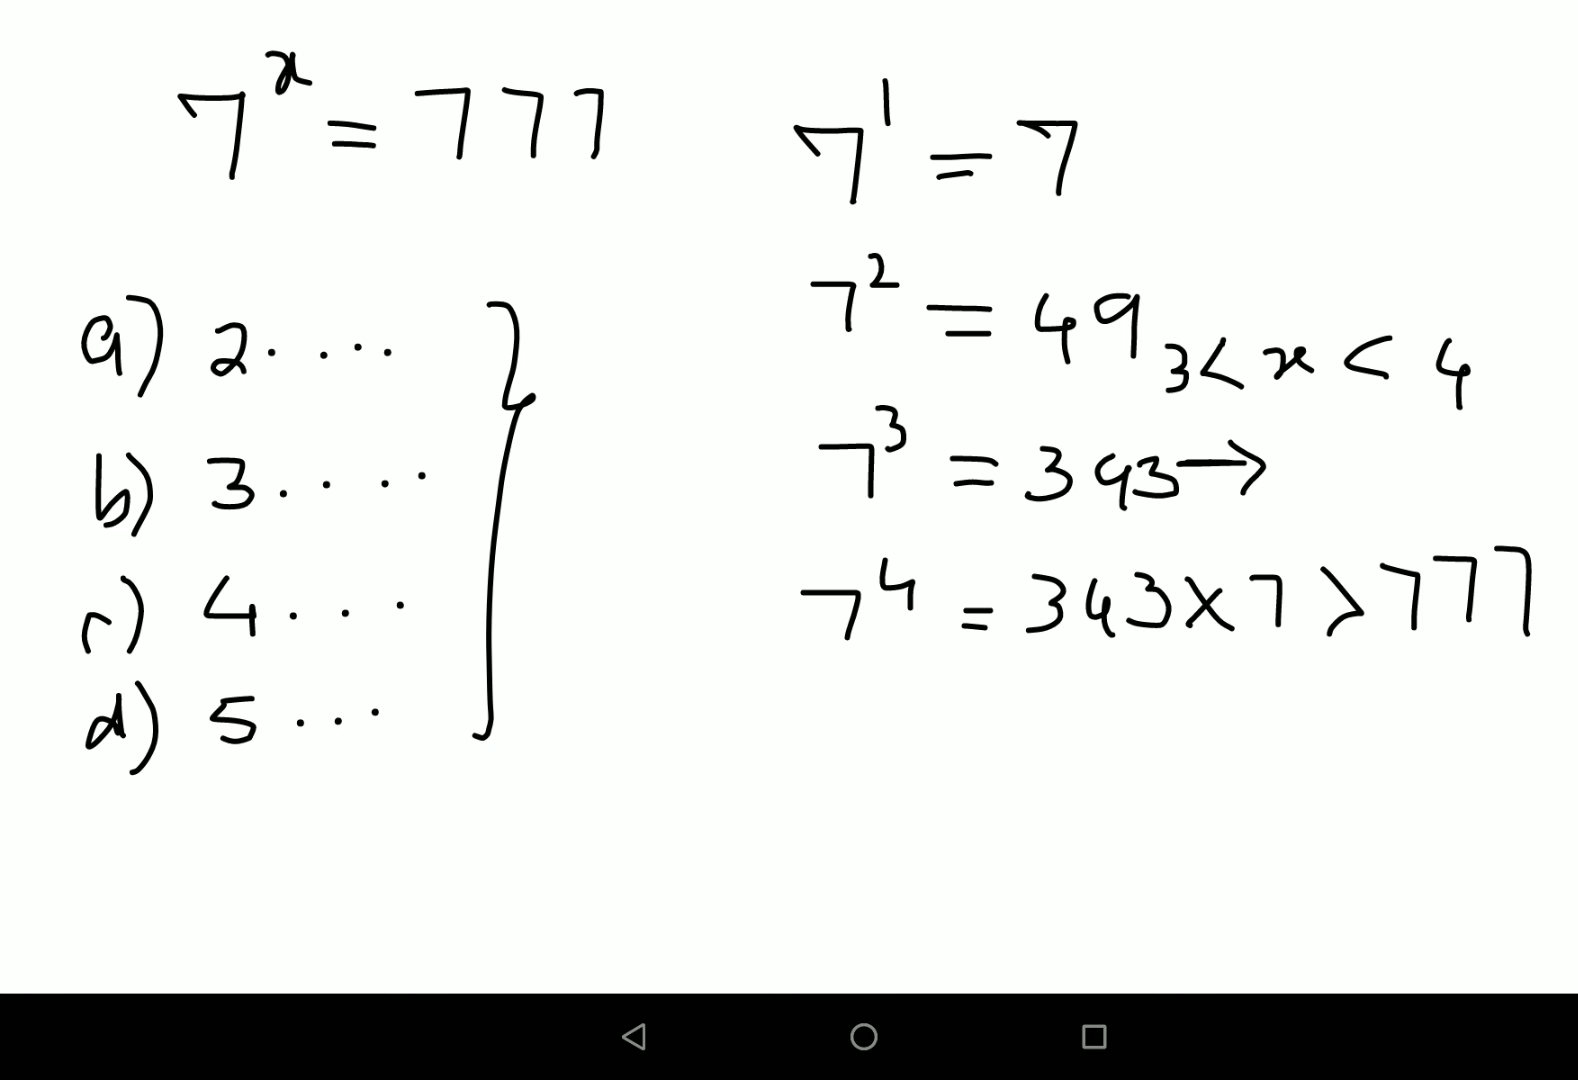 7^x = 777
a) 2....
b) 3....
c) 4...
d) 5...
7^1 = 7
7^2 = 49
3 < x < 4
7^3 = 343 →
7^4 = 343 x 7 > 777